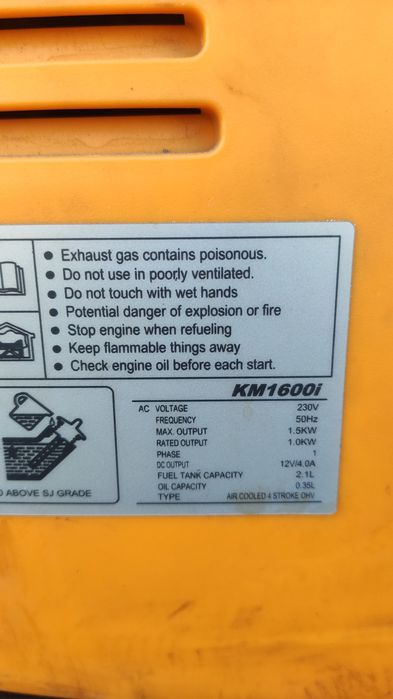 Exhaust gas contains poisonous.
Do not use in poorly ventilated.
Do not touch with wet hands
Potential danger of explosion or fire
Stop engine when refueling
Keep flammable things away
Check engine oil before each start.
ABOVE SJ GRADE
KM1600i
AC VOLTAGE 230V
FREQUENCY 50Hz
MAX. OUTPUT 1.5KW
RATED OUTPUT 1.0KW
PHASE 1
DC OUTPUT 12V/4.0A
FUEL TANK CAPACITY 2.1L
OIL CAPACITY 0.35L
TYPE AIR COOLED 4 STROKE OHV